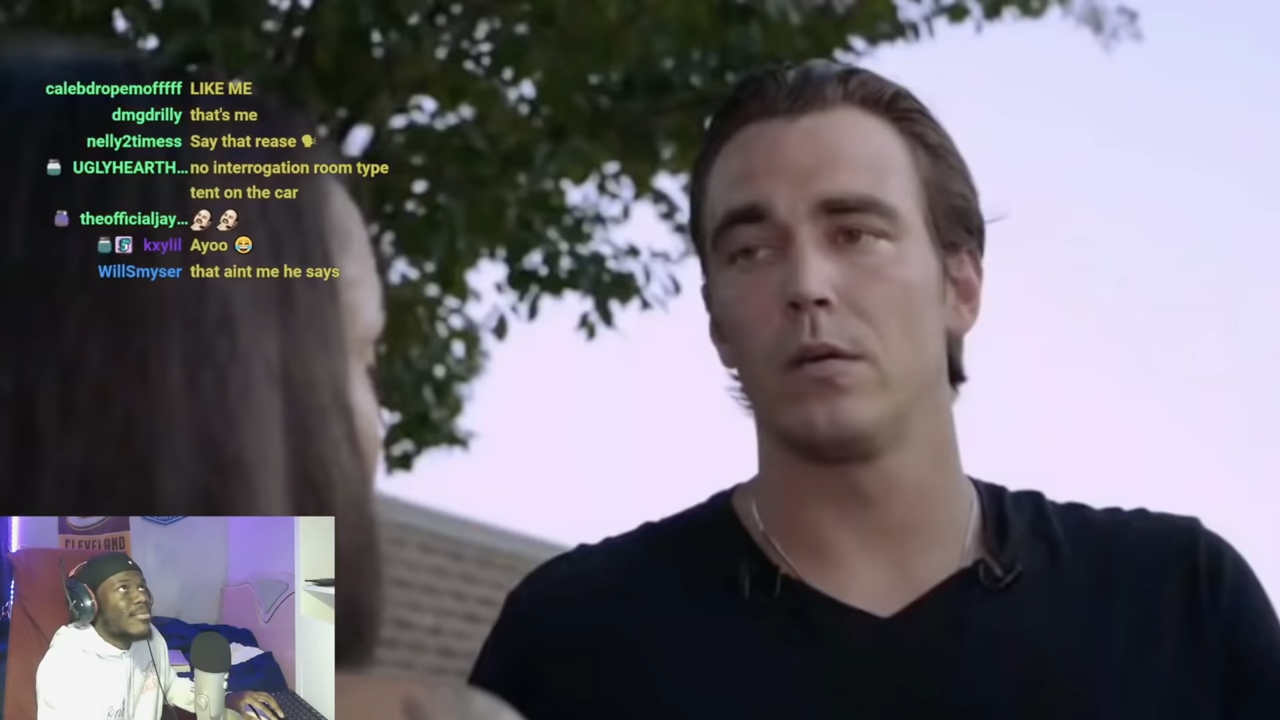 calebdropemofffff LIKE ME
dmgdrilly that's me
nelly2timess Say that rease 🗣
UGLYHEARTH... no interrogation room type
tent on the car
theofficialjay...
kxylil Ayoo 😂
WillSmyser that aint me he says
CLEVELAND